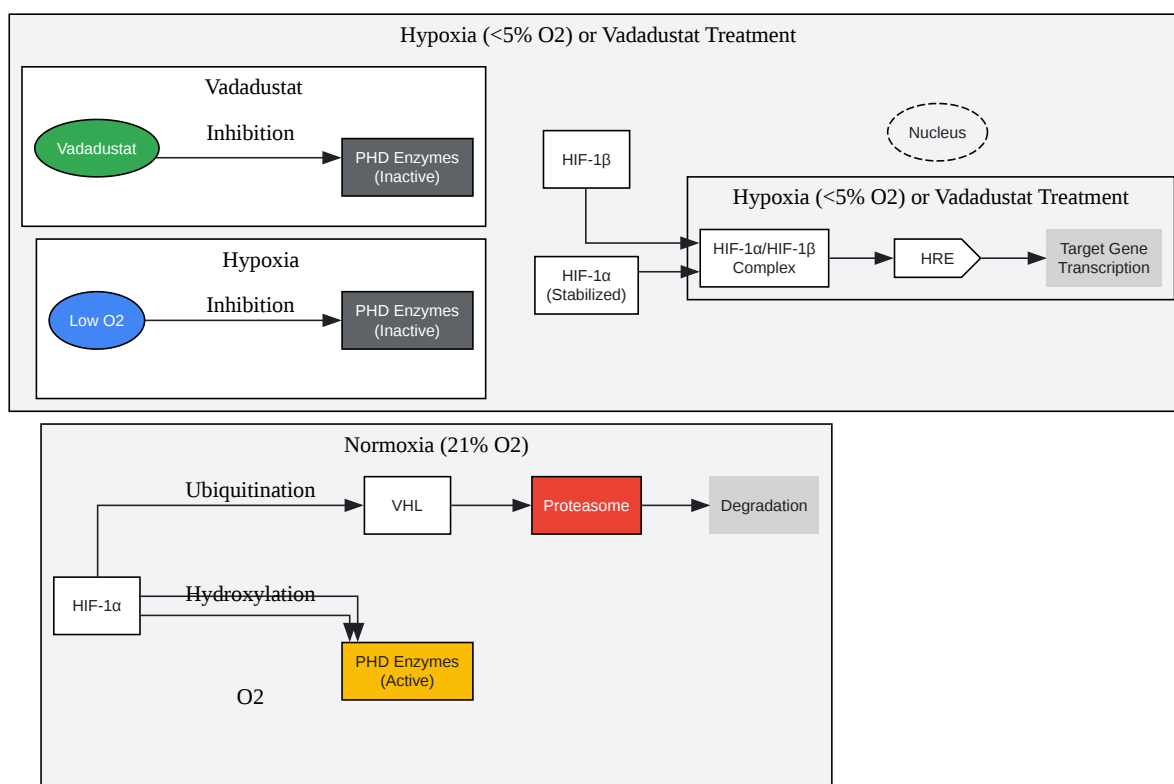 Hypoxia (<5% O2) or Vadadustat Treatment
Vadadustat
Vadadustat
Inhibition
PHD Enzymes
(Inactive)
Hypoxia
Low O2
Inhibition
PHD Enzymes
(Inactive)
HIF-1β
HIF-1α
(Stabilized)
Nucleus
Hypoxia (<5% O2) or Vadadustat Treatment
HIF-1α/HIF-1β
Complex
HRE
Target Gene
Transcription
Normoxia (21% O2)
Ubiquitination
VHL
Proteasome
Degradation
HIF-1α
Hydroxylation
PHD Enzymes
(Active)
O2